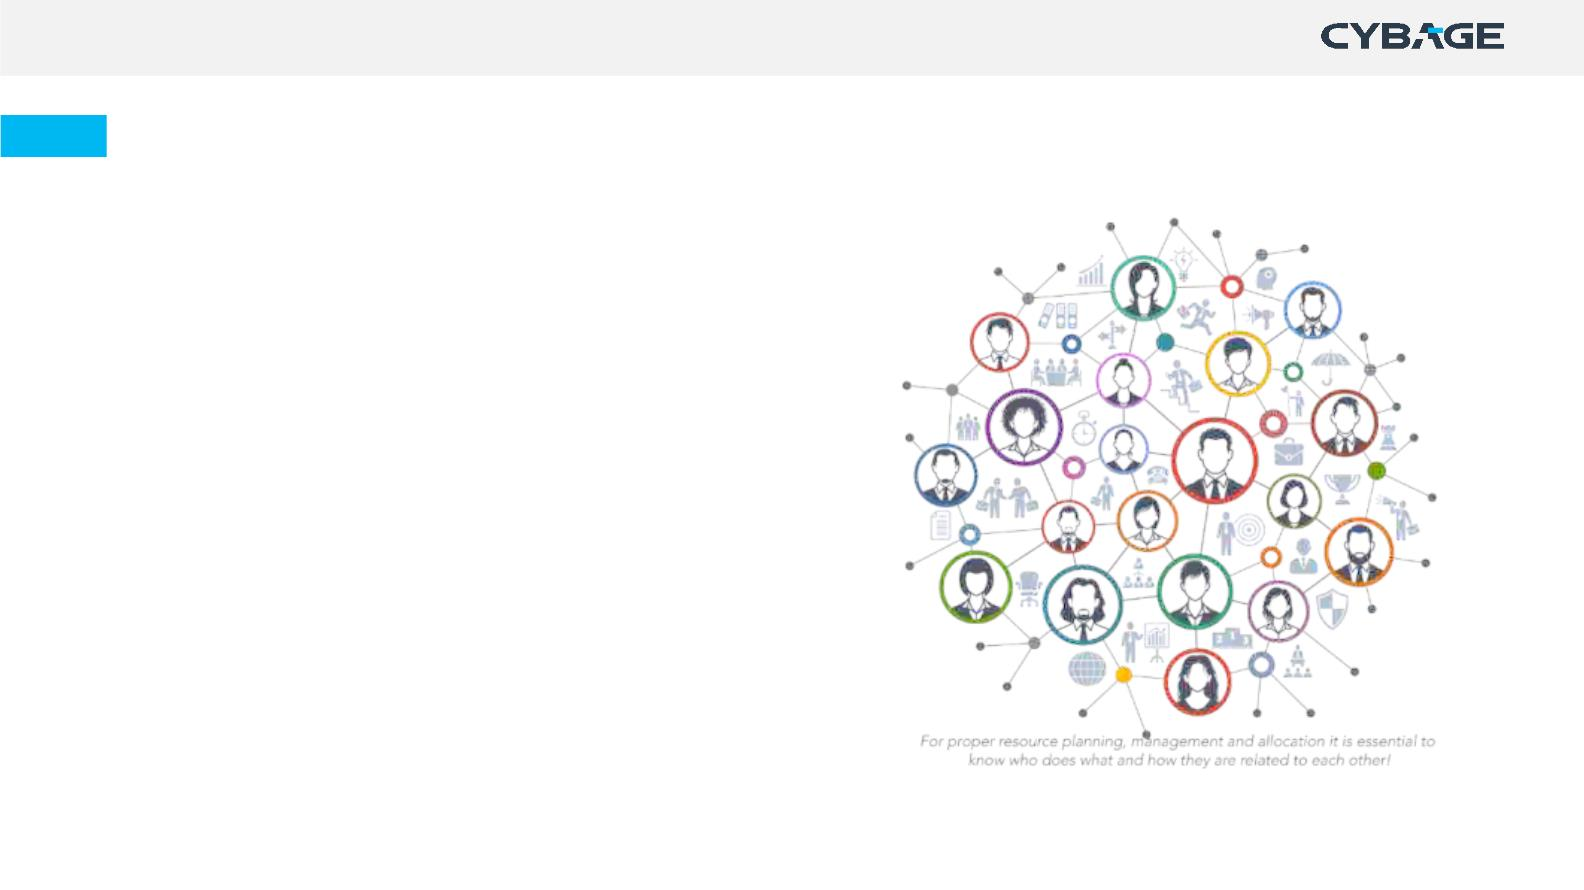 CYBAGE
For proper resource planning, management and allocation it is essential to
know who does what and how they are related to each other!